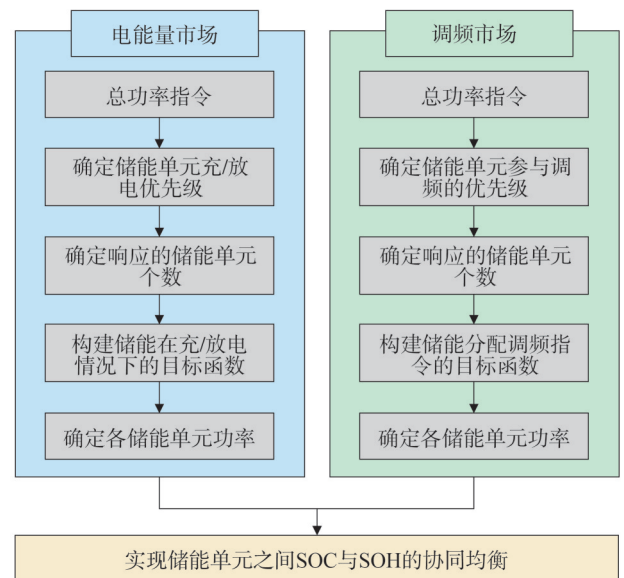 电能量市场
总功率指令
确定储能单元充/放
电优先级
确定响应的储能单元
个数
构建储能在充/放电
情况下的目标函数
确定各储能单元功率
调频市场
总功率指令
确定储能单元参与调
频的优先级
确定响应的储能单元
个数
构建储能分配调频指
令的目标函数
确定各储能单元功率
实现储能单元之间SOC与SOH的协同均衡